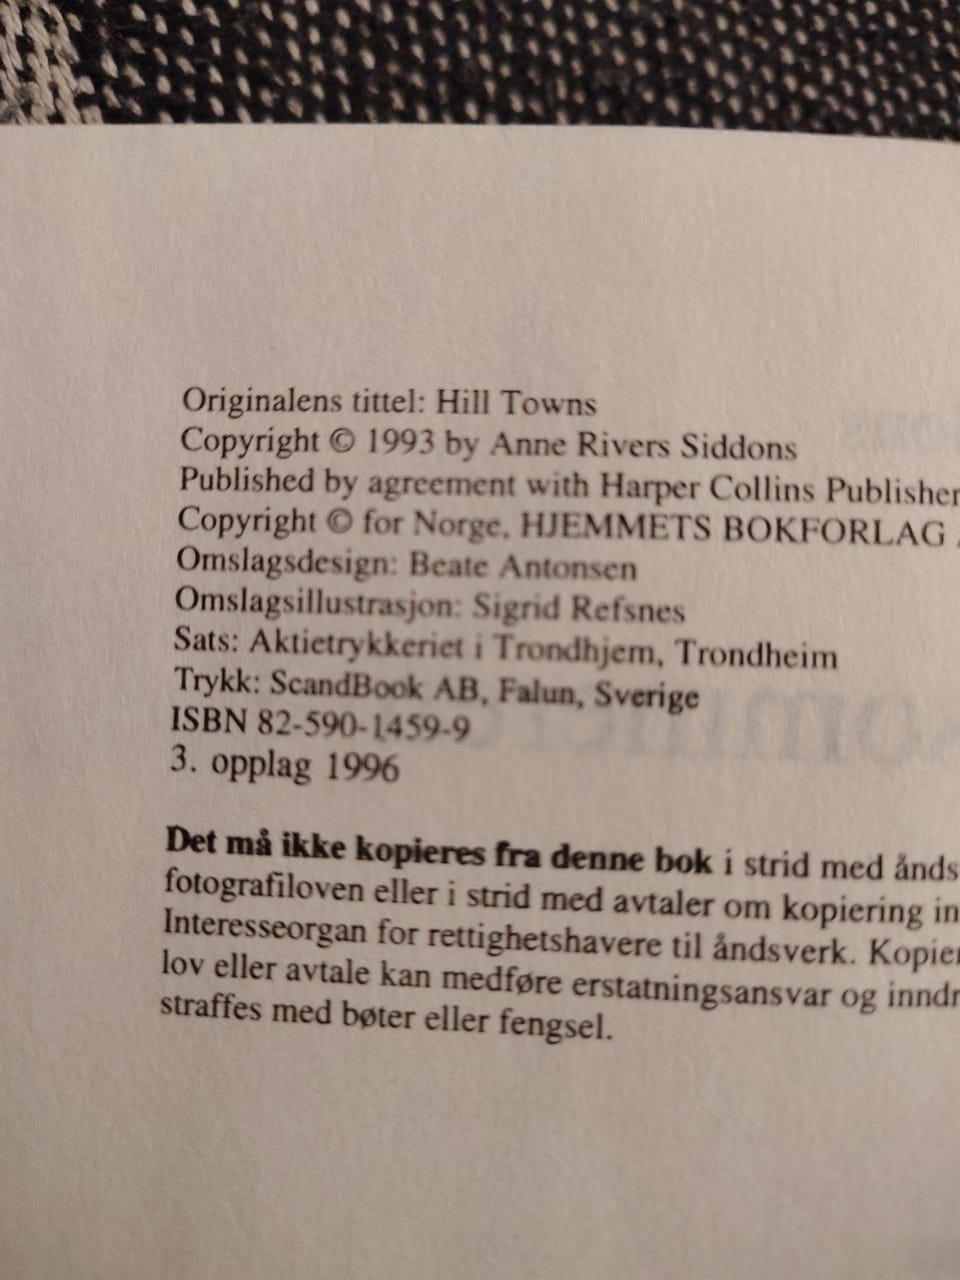 Originalens tittel: Hill Towns
Copyright © 1993 by Anne Rivers Siddons
Published by agreement with Harper Collins Publisher
Copyright © for Norge, HJEMMETS BOKFORLAG
Omslagsdesign: Beate Antonsen
Omslagsillustrasjon: Sigrid Refsnes
Sats: Aktietrykkeriet i Trondhjem, Trondheim
Trykk: ScandBook AB, Falun, Sverige
ISBN 82-590-1459-9
3. opplag 1996
Det må ikke kopieres fra denne bok i strid med ånds
fotografiloven eller i strid med avtaler om kopiering in
Interesseorgan for rettighetshavere til åndsverk. Kopier
lov eller avtale kan medføre erstatningsansvar og inndr
straffes med bøter eller fengsel.